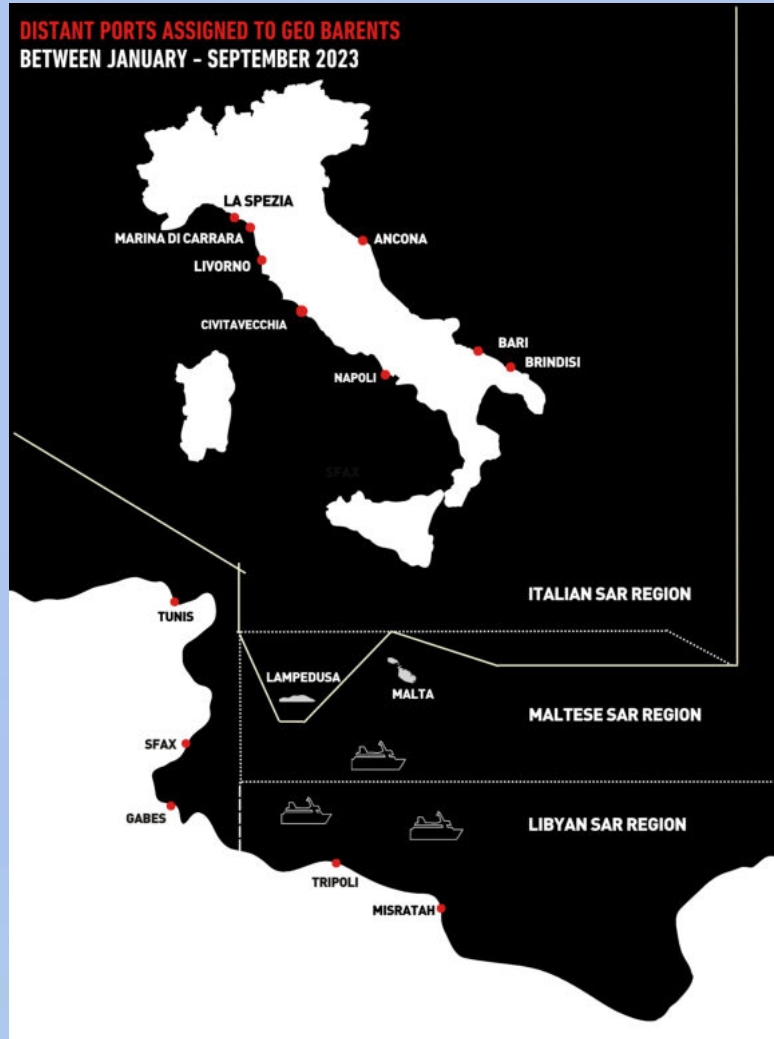 DISTANT PORTS ASSIGNED TO GEO BARENTS
BETWEEN JANUARY - SEPTEMBER 2023
LA SPEZIA
MARINA DI CARRARA
ANCONA
LIVORNO
CIVITAVECCHIA
BARI
BRINDISI
NAPOLI
SFAX
ITALIAN SAR REGION
TUNIS
LAMPEDUSA
MALTA
MALTESE SAR REGION
SFAX
GABES
LIBYAN SAR REGION
TRIPOLI
MISRATAH